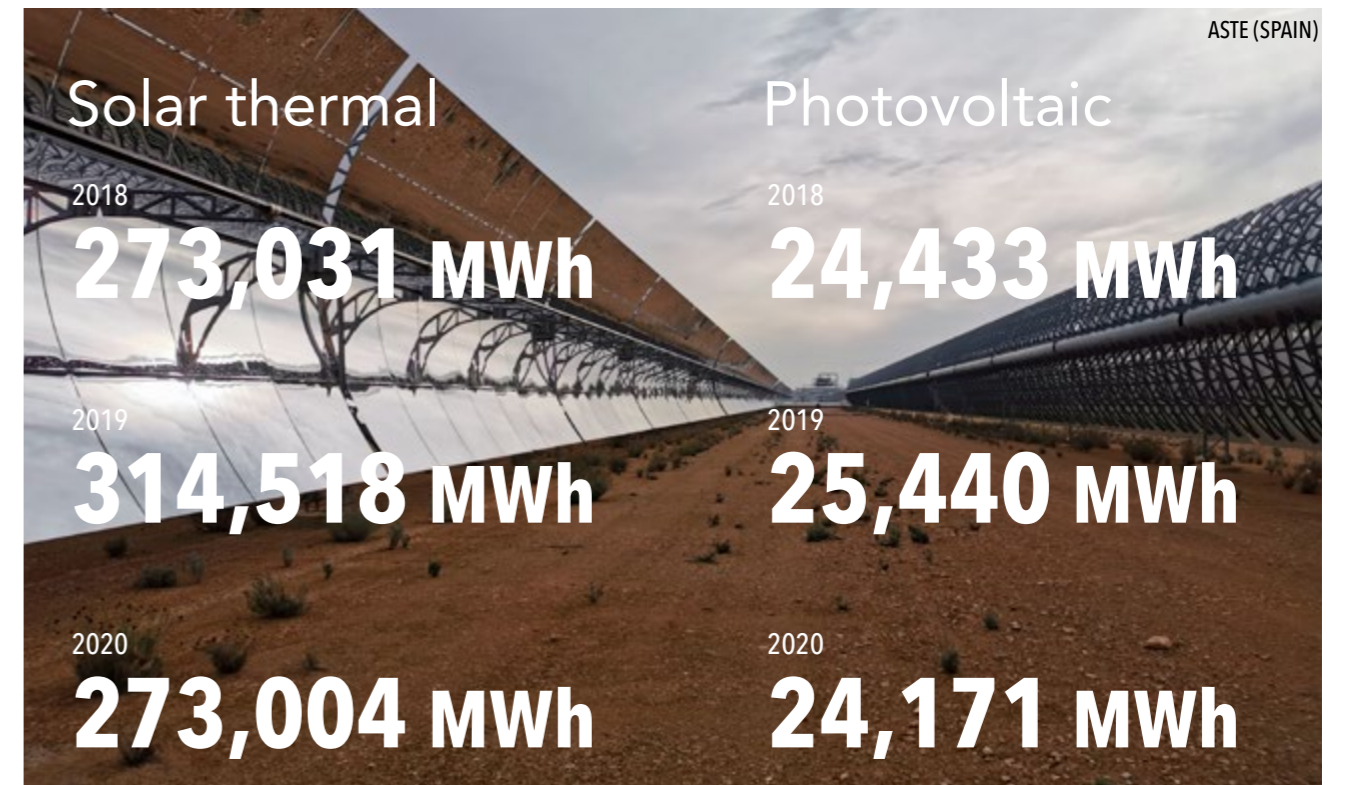 ASTE (SPAIN)
Solar thermal
2018
273,031 MWh
2019
314,518 MWh
2020
273,004 MWh
Photovoltaic
2018
24,433 MWh
2019
25,440 MWh
2020
24,171 MWh